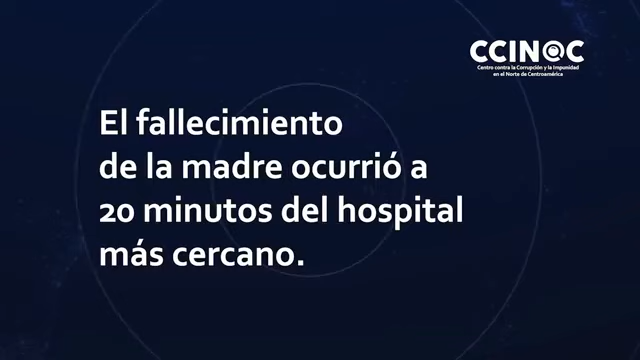 CCINOC
Centro contra la Corrupción y la Impunidad
en el Norte de Centroamérica
El fallecimiento
de la madre ocurrió a
20 minutos del hospital
más cercano.